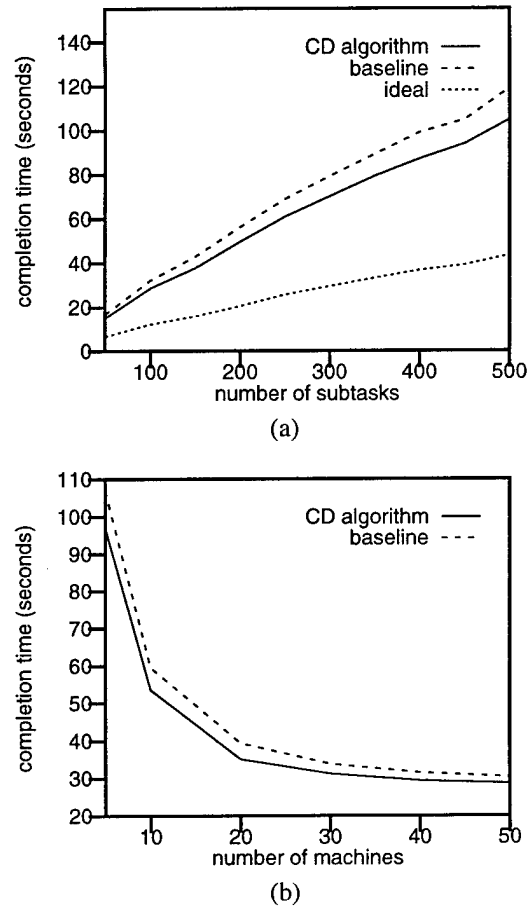 140
120
100
80
60
40
20
0
completion time (seconds)
CD algorithm
baseline
ideal
100 200 300 400 500
number of subtasks
(a)
110
100
90
80
70
60
50
40
30
20
completion time (seconds)
CD algorithm
baseline
10 20 30 40 50
number of machines
(b)